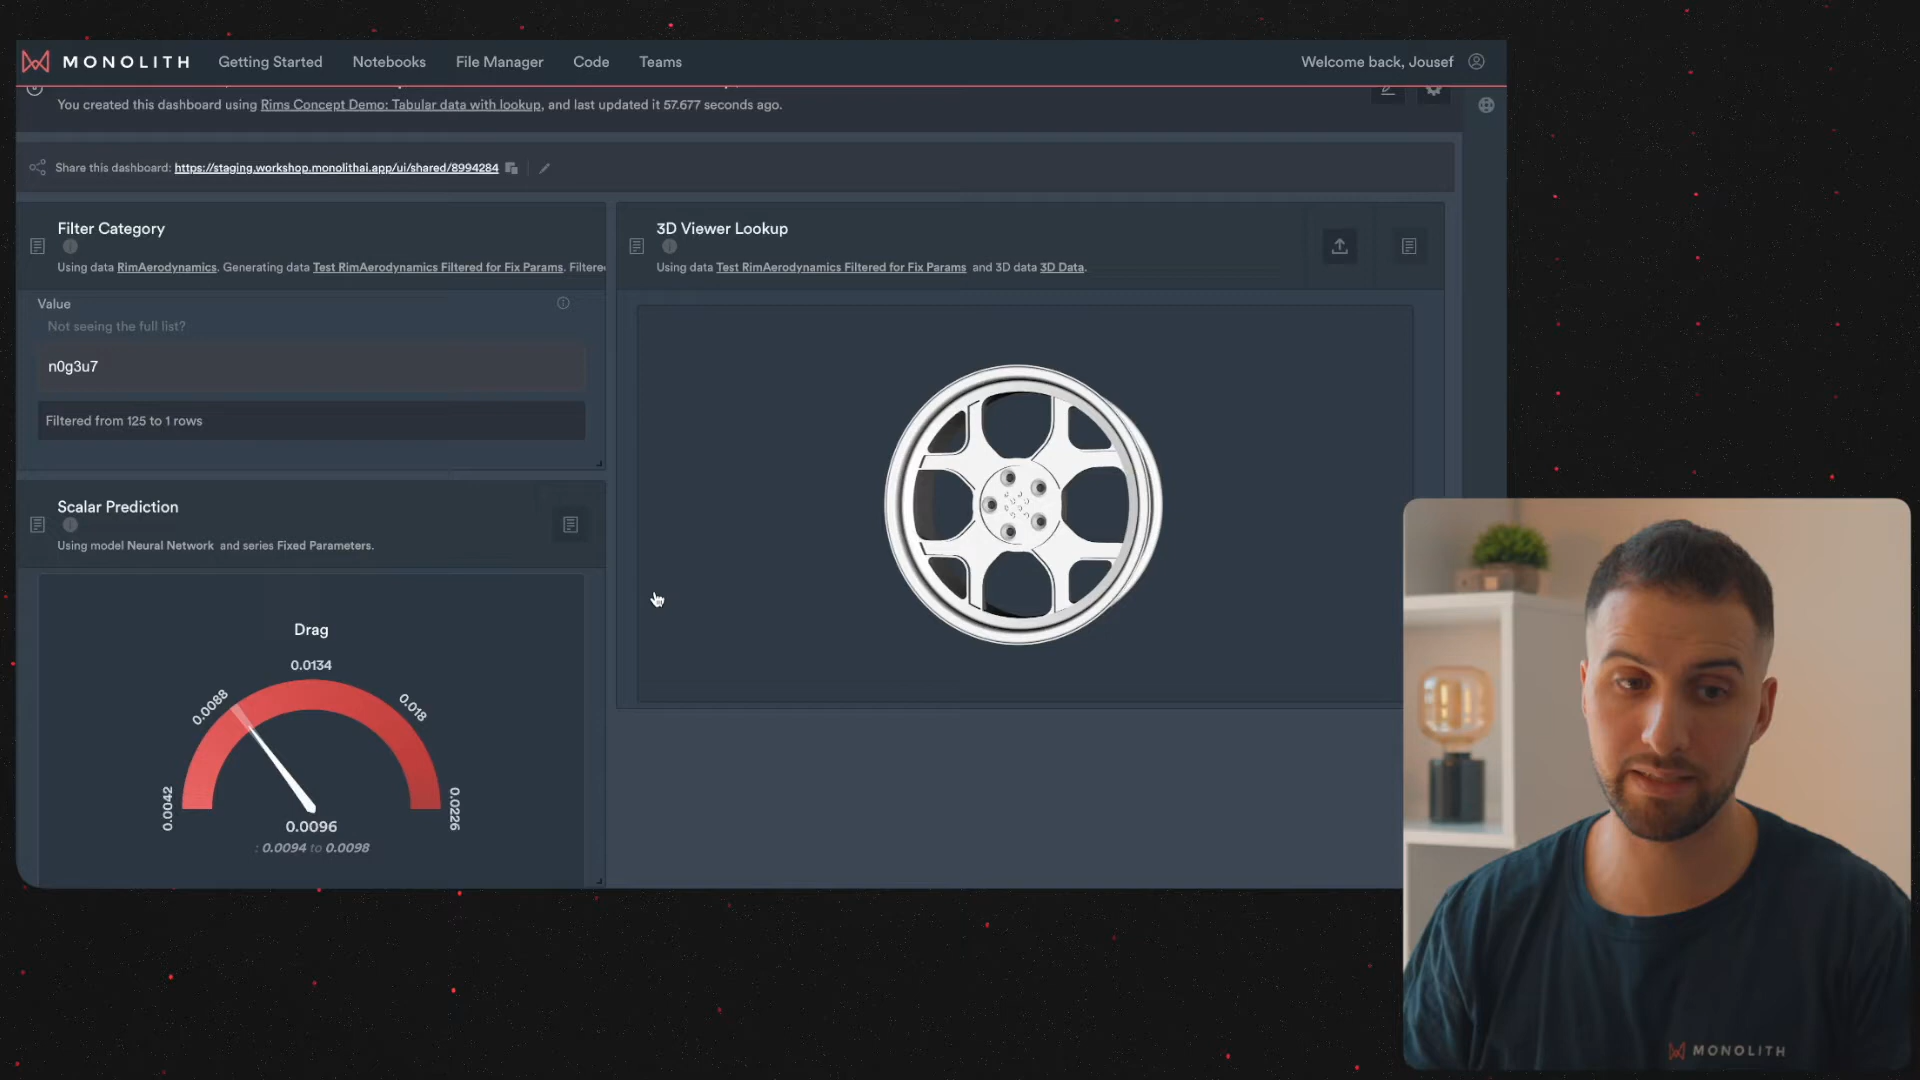 MONOLITH Getting Started Notebooks File Manager Code Teams Welcome back, Jousef
You created this dashboard using Rims Concept Demo: Tabular data with lookup, and last updated it 57.677 seconds ago.
Share this dashboard: https://staging.workshop.monolithai.app/ui/shared/8994284
Filter Category
Using data RimAerodynamics. Generating data Test RimAerodynamics Filtered for Fix Params. Filtere
Value
Not seeing the full list?
n0g3u7
Filtered from 125 to 1 rows
3D Viewer Lookup
Using data Test RimAerodynamics Filtered for Fix Params and 3D data 3D Data.
Scalar Prediction
Using model Neural Network and series Fixed Parameters.
Drag
0.0134
0.0088
0.018
0.0042
0.0226
0.0096
: 0.0094 to 0.0098
MONOLITH